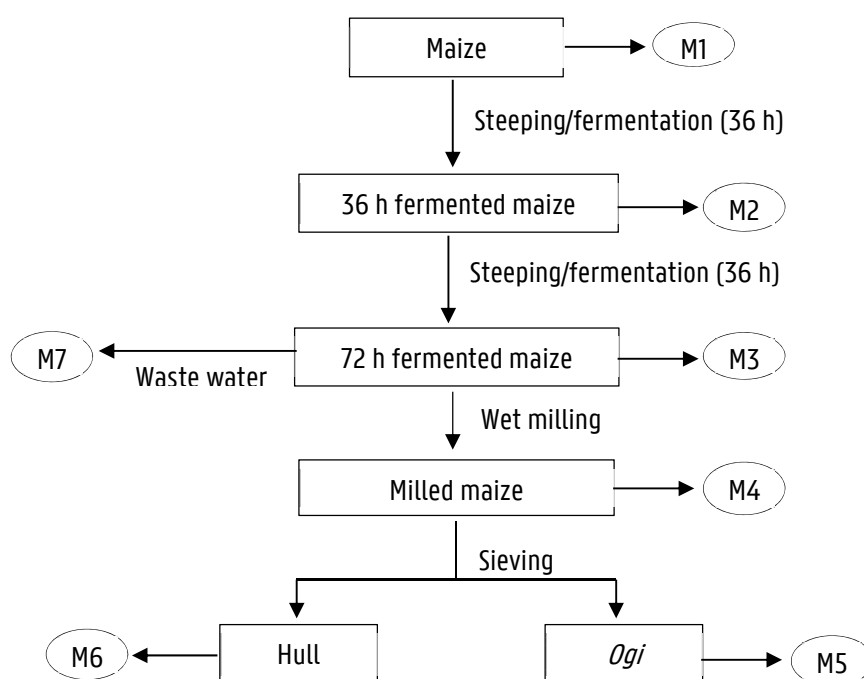 Maize
M1
Steeping/fermentation (36 h)
36 h fermented maize
M2
Steeping/fermentation (36 h)
M7
Waste water
72 h fermented maize
M3
Wet milling
Milled maize
M4
Sieving
M6
Hull
Ogi
M5